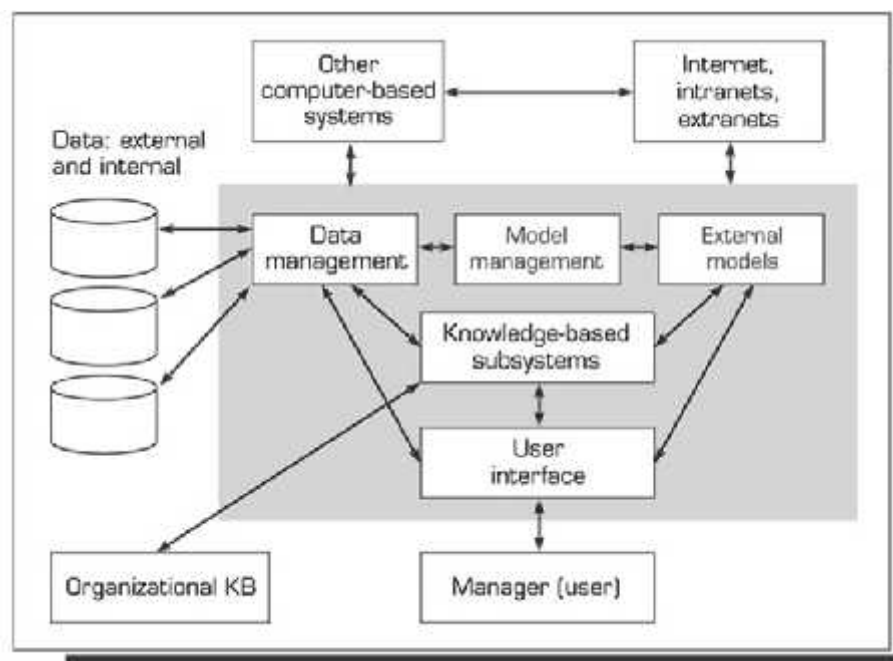 Other
computer-based
systems
Internet,
intranets,
extranets
Data: external
and internal
Data
management
Model
management
External
models
Knowledge-based
subsystems
User
interface
Organizational KB
Manager (user)